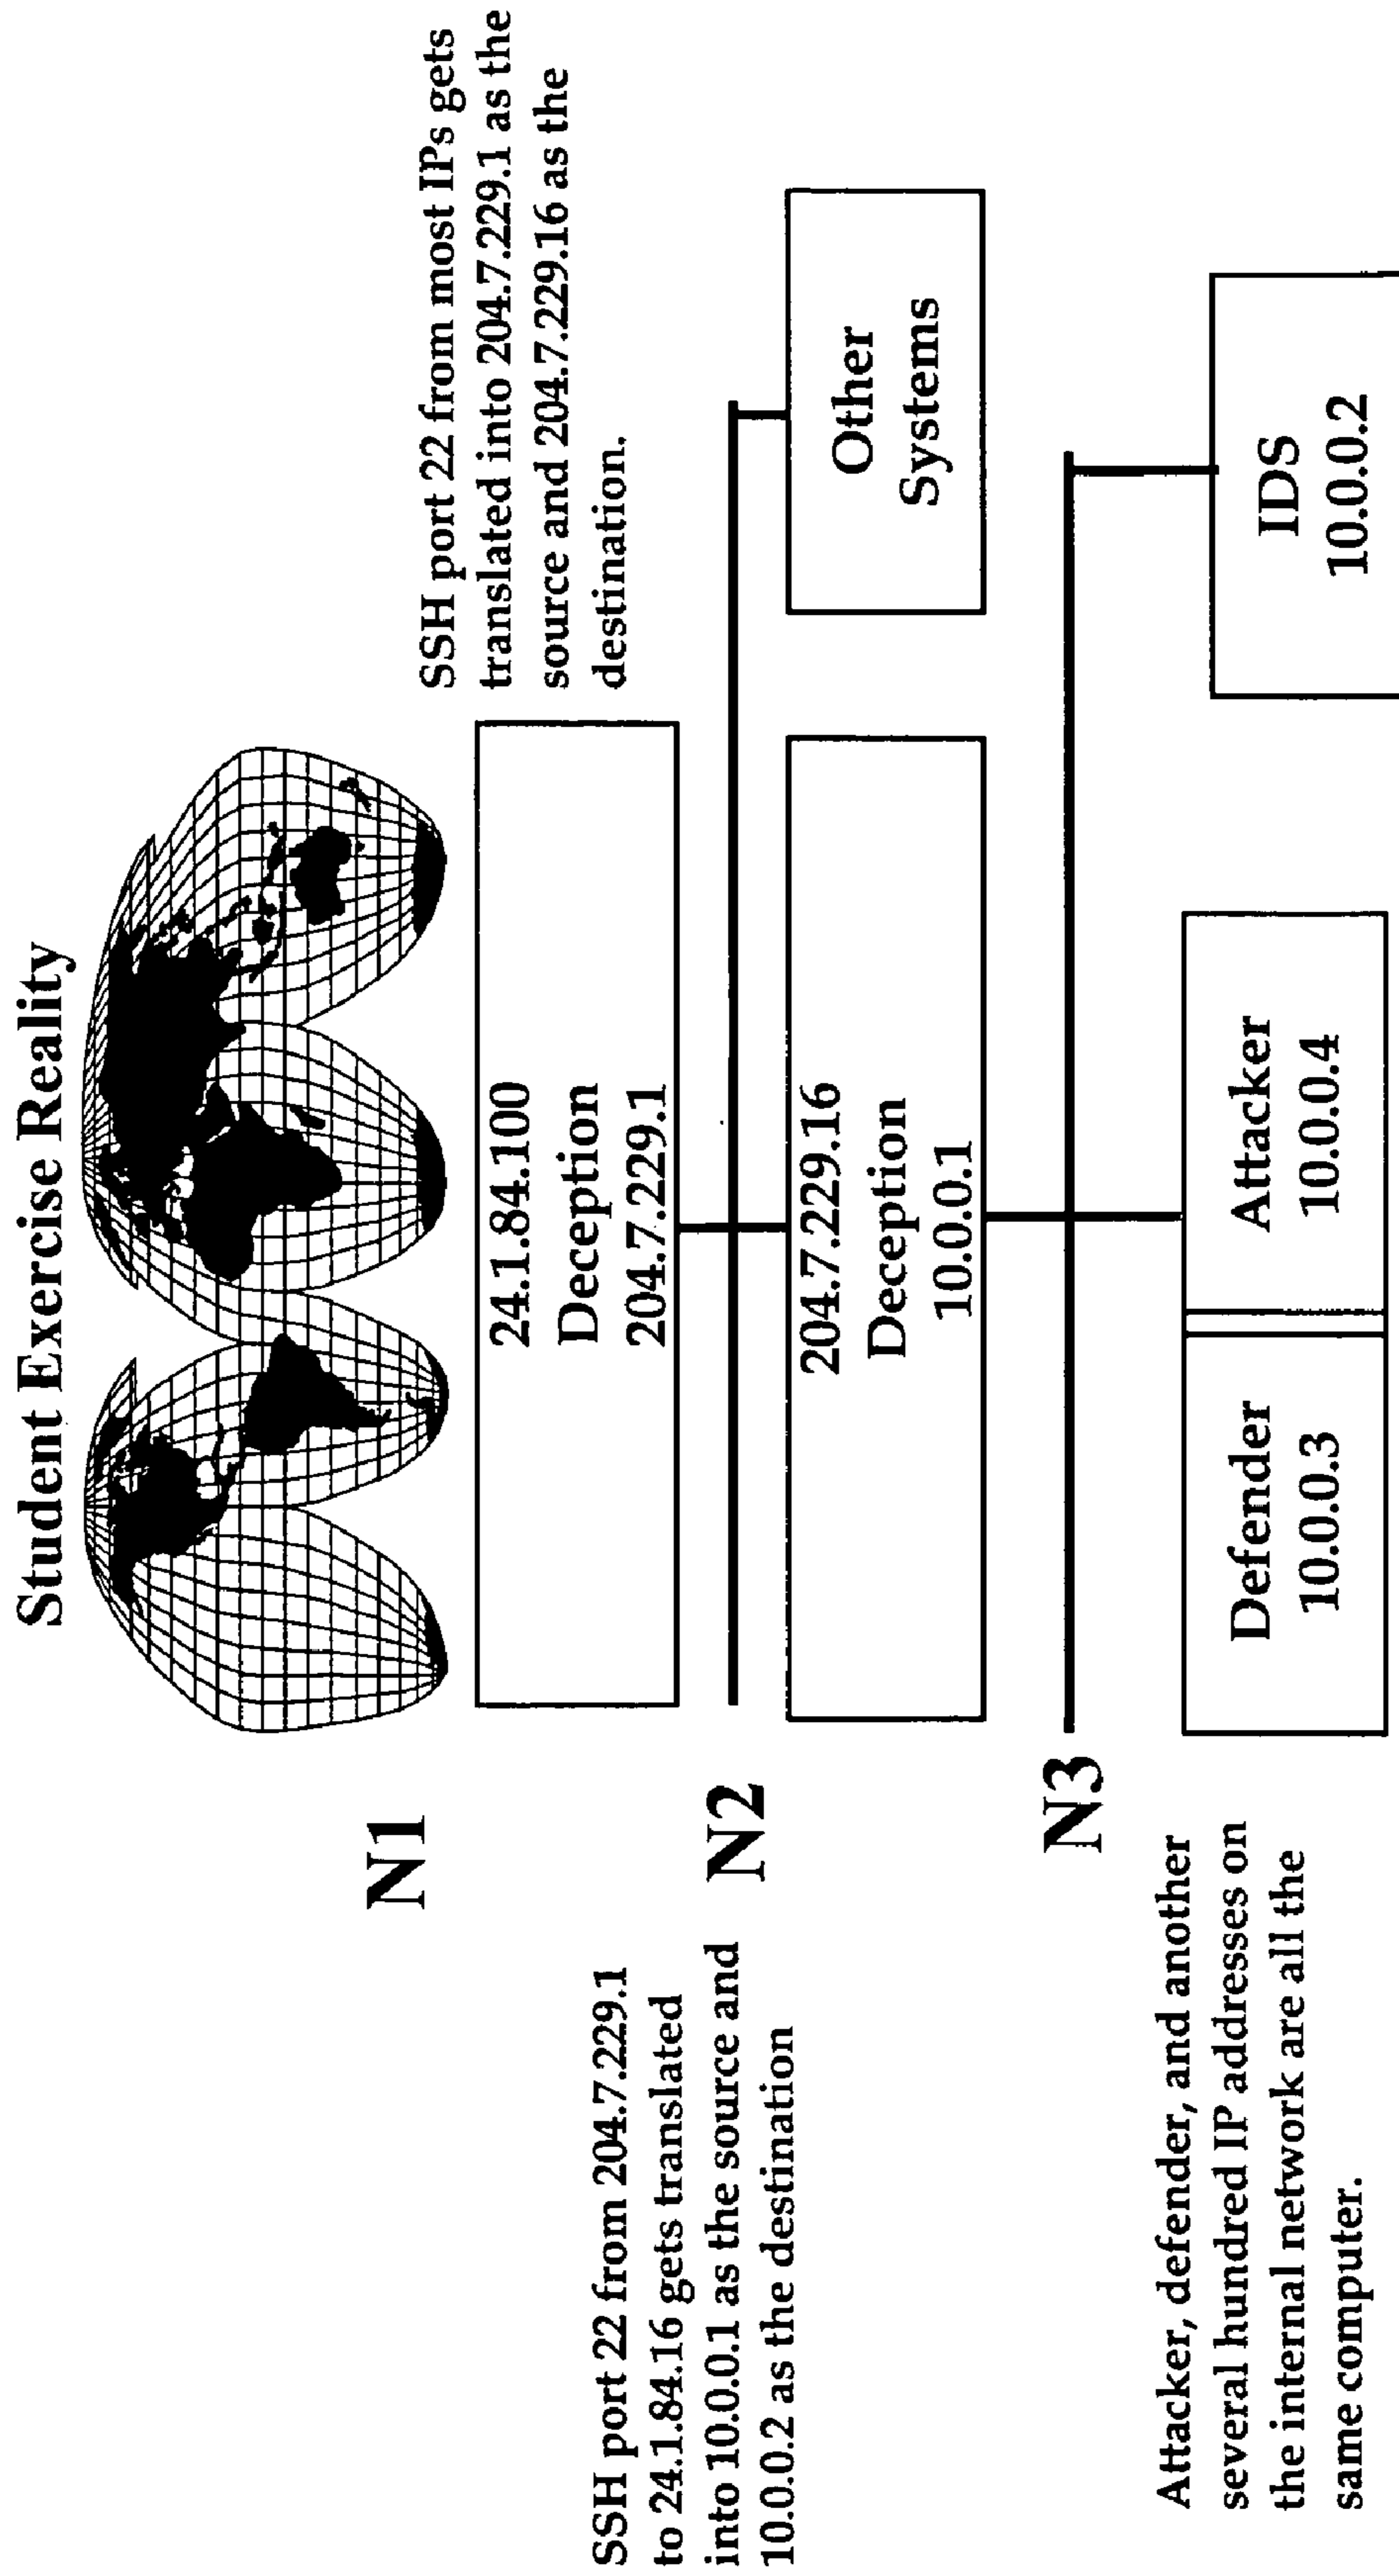 Student Exercise Reality
N1
24.1.84.100
Deception
204.7.229.1
SSH port 22 from most IPs gets
translated into 204.7.229.1 as the
source and 204.7.229.16 as the
destination.
SSH port 22 from 204.7.229.1
to 24.1.84.16 gets translated
into 10.0.0.1 as the source and
10.0.0.2 as the destination
N2
204.7.229.16
Deception
10.0.0.1
Other
Systems
N3
Attacker, defender, and another
several hundred IP addresses on
the internal network are all the
same computer.
Defender
10.0.0.3
Attacker
10.0.0.4
IDS
10.0.0.2